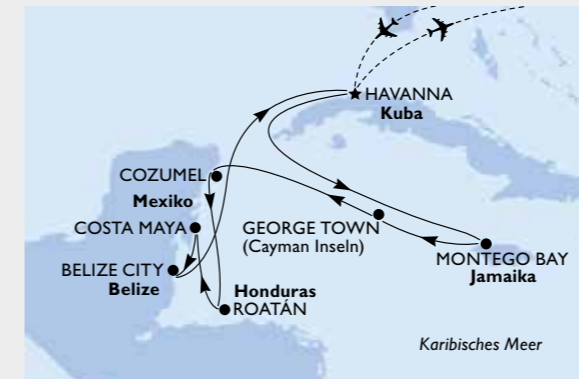 HAVANNA
Kuba
COZUMEL
Mexiko
COSTA MAYA
GEORGE TOWN
(Cayman Inseln)
MONTEGO BAY
Jamaika
BELIZE CITY
Belize
Honduras
ROATÁN
Karibisches Meer